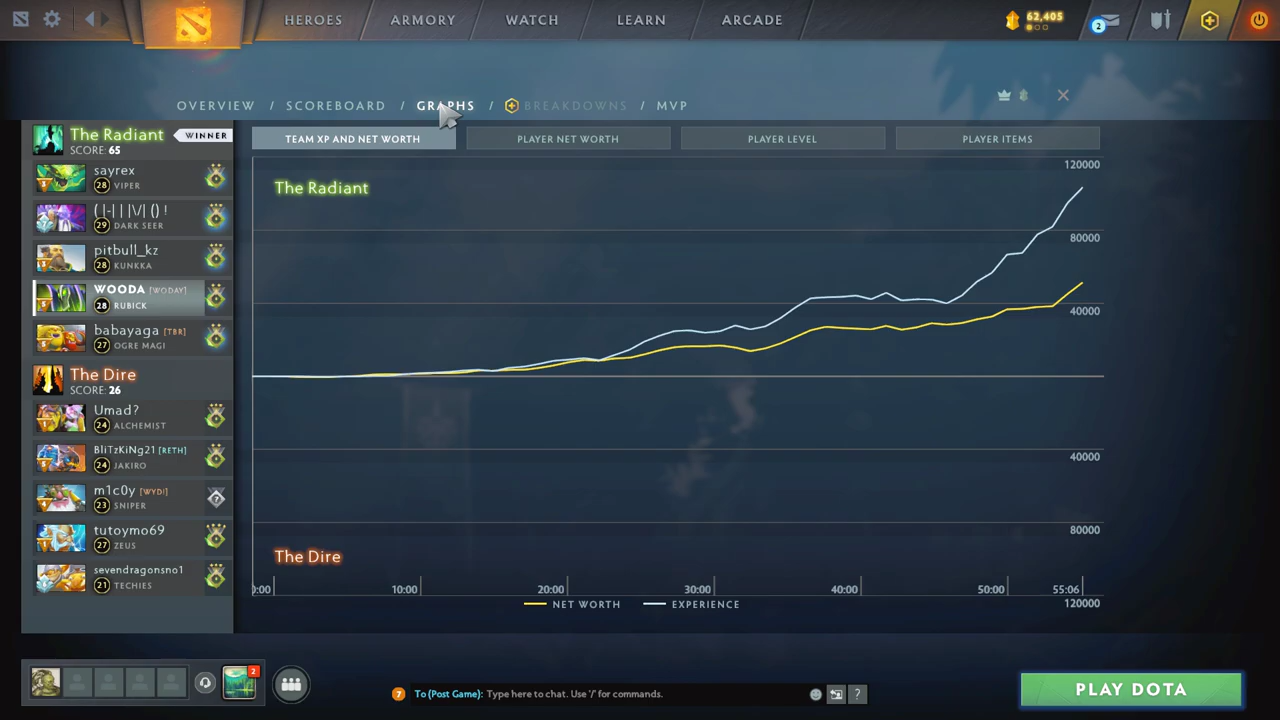 HEROES
ARMORY
WATCH
LEARN
ARCADE
62,405
2
OVERVIEW / SCOREBOARD / GRAPHS / BREAKDOWNS / MVP
The Radiant WINNER
SCORE: 65
sayrex
28 VIPER
( |-| | |\/| () !
29 DARK SEER
pitbull_kz
28 KUNKKA
WOODA [WODAY]
28 RUBICK
babayaga [TBR]
27 OGRE MAGI
The Dire
SCORE: 26
Umad?
24 ALCHEMIST
BLiTzKiNg21 [RETH]
24 JAKIRO
m1c0y [WYD!]
23 SNIPER
tutoymo69
27 ZEUS
sevendragonsno1
21 TECHIES
TEAM XP AND NET WORTH
PLAYER NET WORTH
PLAYER LEVEL
PLAYER ITEMS
The Radiant
120000
80000
40000
40000
80000
The Dire
0:00 10:00 20:00 30:00 40:00 50:00 55:06
120000
NET WORTH
EXPERIENCE
2
7 To (Post Game): Type here to chat. Use '/' for commands.
?
PLAY DOTA